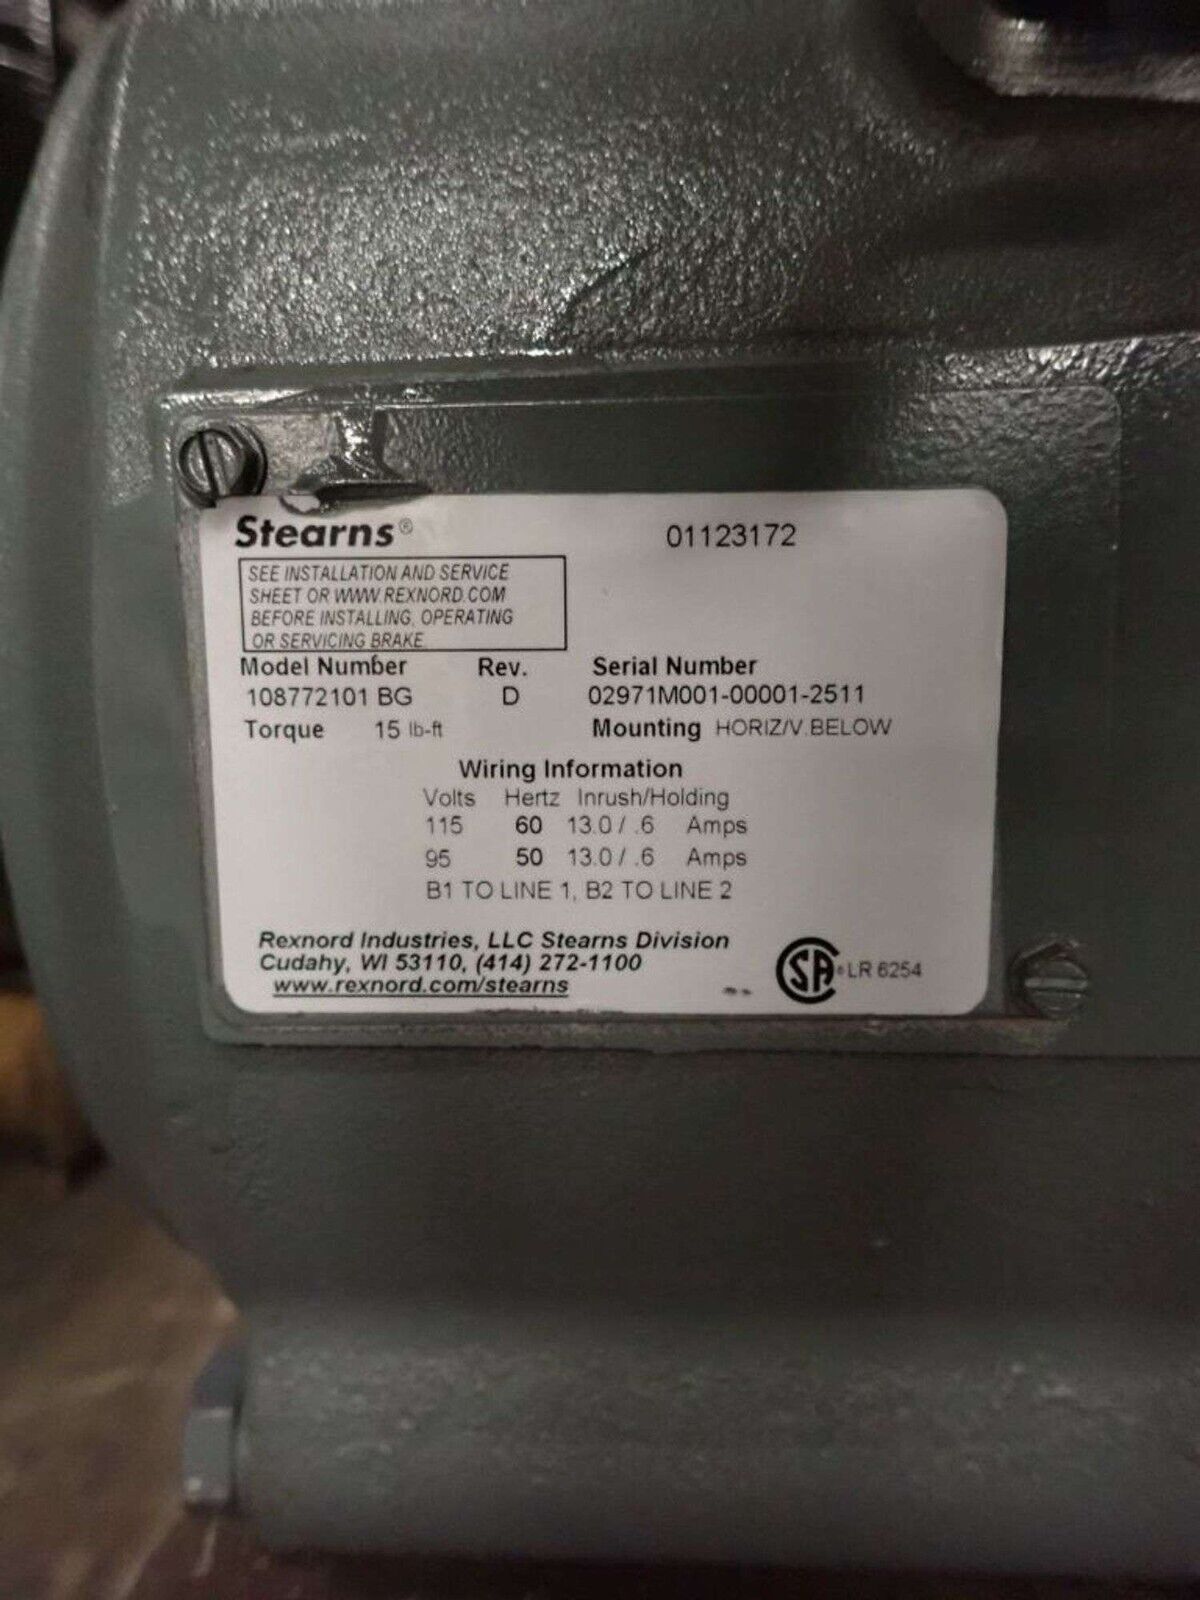 Stearns® 01123172
SEE INSTALLATION AND SERVICE
SHEET OR WWW.REXNORD.COM
BEFORE INSTALLING, OPERATING
OR SERVICING BRAKE.
Model Number Rev. Serial Number
108772101 BG D 02971M001-00001-2511
Torque 15 lb-ft Mounting HORIZ/V.BELOW
Wiring Information
Volts Hertz Inrush/Holding
115 60 13.0 / .6 Amps
95 50 13.0 / .6 Amps
B1 TO LINE 1, B2 TO LINE 2
Rexnord Industries, LLC Stearns Division
Cudahy, WI 53110, (414) 272-1100
www.rexnord.com/stearns
SA ® LR 6254